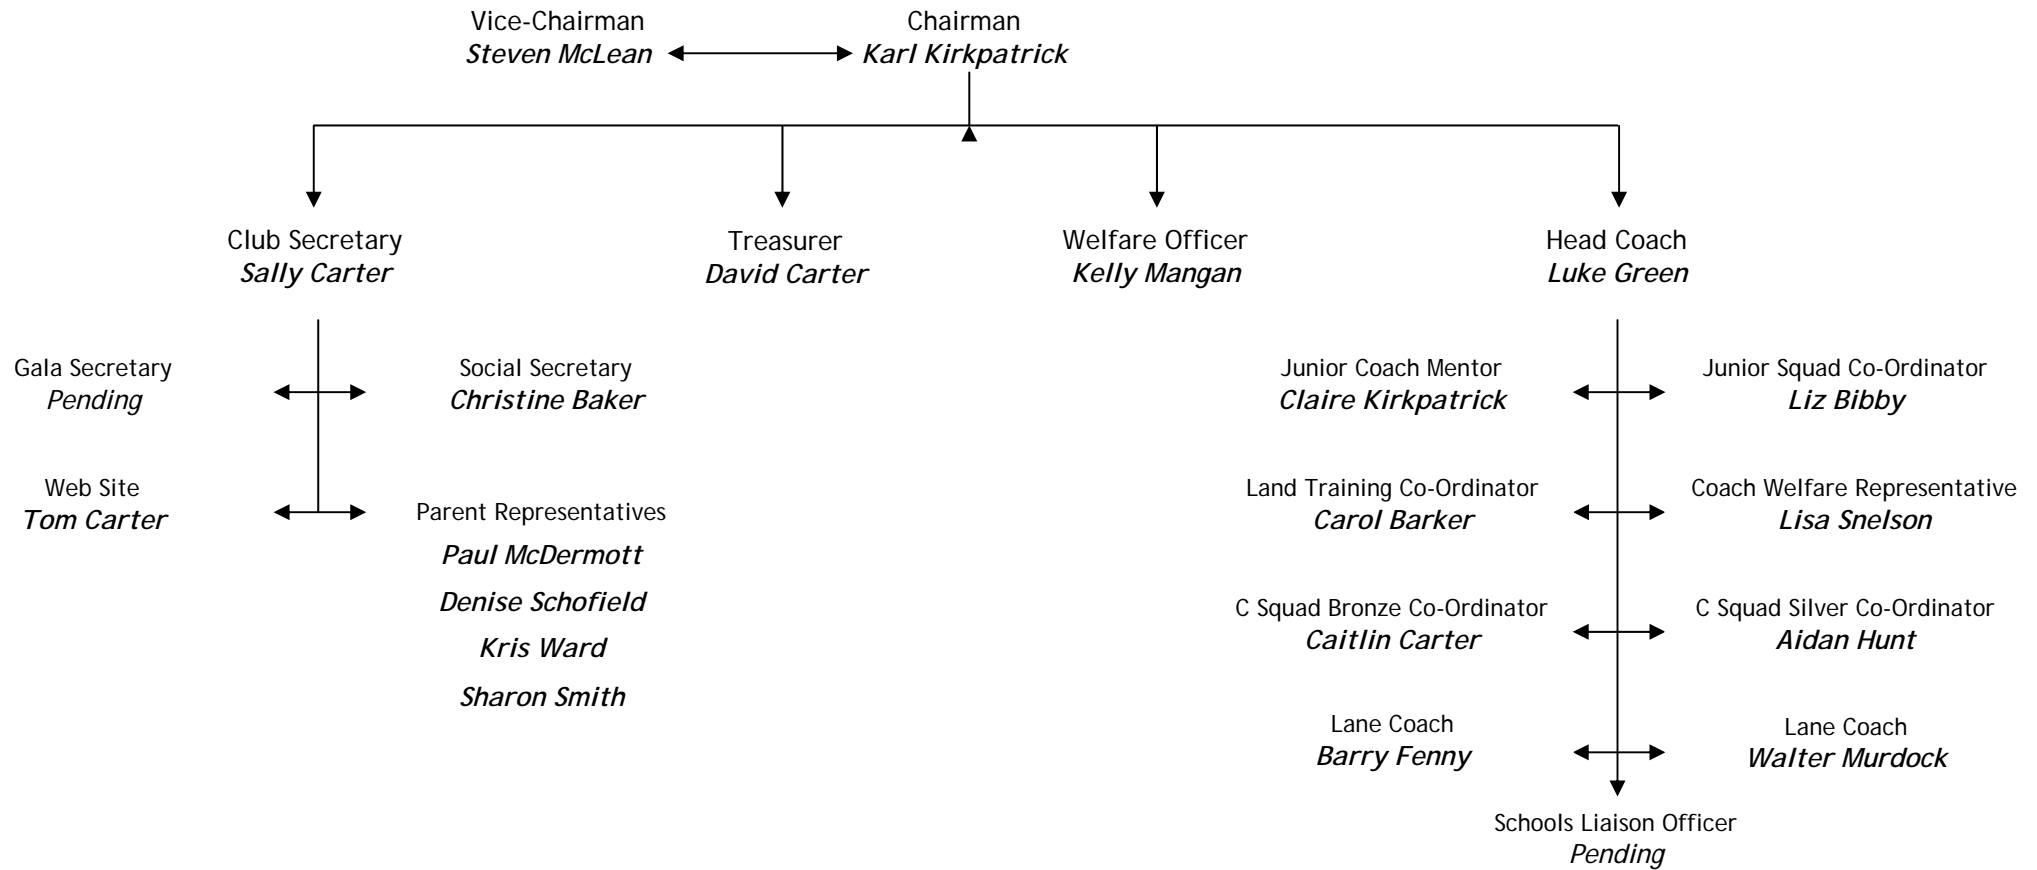 Vice-Chairman
Steven McLean
Chairman
Karl Kirkpatrick
Club Secretary
Sally Carter
Treasurer
David Carter
Welfare Officer
Kelly Mangan
Head Coach
Luke Green
Gala Secretary
Pending
Social Secretary
Christine Baker
Web Site
Tom Carter
Parent Representatives
Paul McDermott
Denise Schofield
Kris Ward
Sharon Smith
Junior Coach Mentor
Claire Kirkpatrick
Junior Squad Co-Ordinator
Liz Bibby
Land Training Co-Ordinator
Carol Barker
Coach Welfare Representative
Lisa Snelson
C Squad Bronze Co-Ordinator
Caitlin Carter
C Squad Silver Co-Ordinator
Aidan Hunt
Lane Coach
Barry Fenny
Lane Coach
Walter Murdock
Schools Liaison Officer
Pending